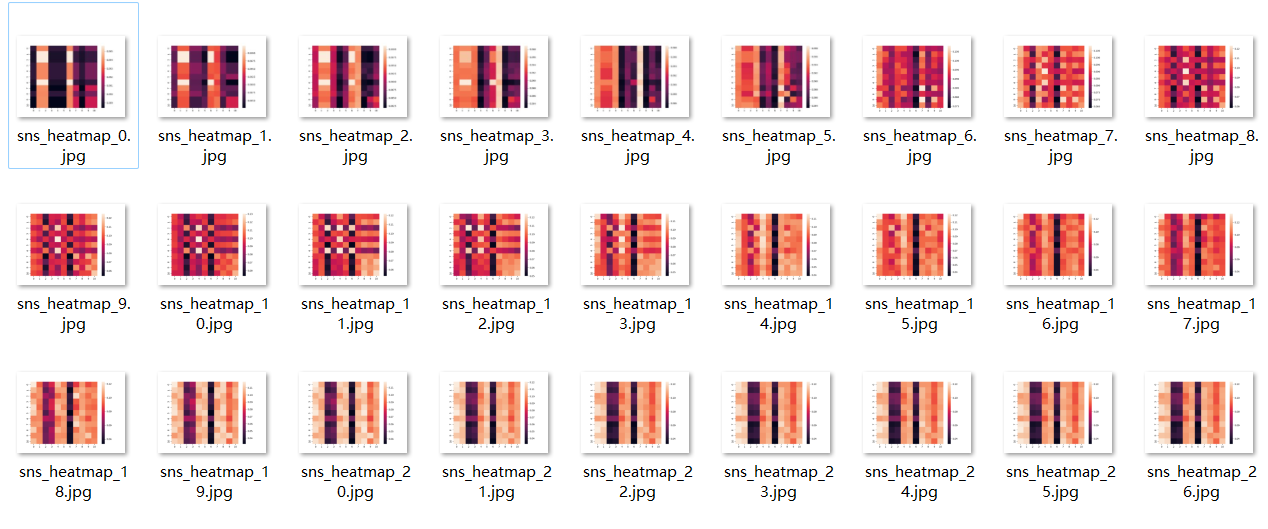 sns_heatmap_0.
jpg
sns_heatmap_1.
jpg
sns_heatmap_2.
jpg
sns_heatmap_3.
jpg
sns_heatmap_4.
jpg
sns_heatmap_5.
jpg
sns_heatmap_6.
jpg
sns_heatmap_7.
jpg
sns_heatmap_8.
jpg
sns_heatmap_9.
jpg
sns_heatmap_1
0.jpg
sns_heatmap_1
1.jpg
sns_heatmap_1
2.jpg
sns_heatmap_1
3.jpg
sns_heatmap_1
4.jpg
sns_heatmap_1
5.jpg
sns_heatmap_1
6.jpg
sns_heatmap_1
7.jpg
sns_heatmap_1
8.jpg
sns_heatmap_1
9.jpg
sns_heatmap_2
0.jpg
sns_heatmap_2
1.jpg
sns_heatmap_2
2.jpg
sns_heatmap_2
3.jpg
sns_heatmap_2
4.jpg
sns_heatmap_2
5.jpg
sns_heatmap_2
6.jpg